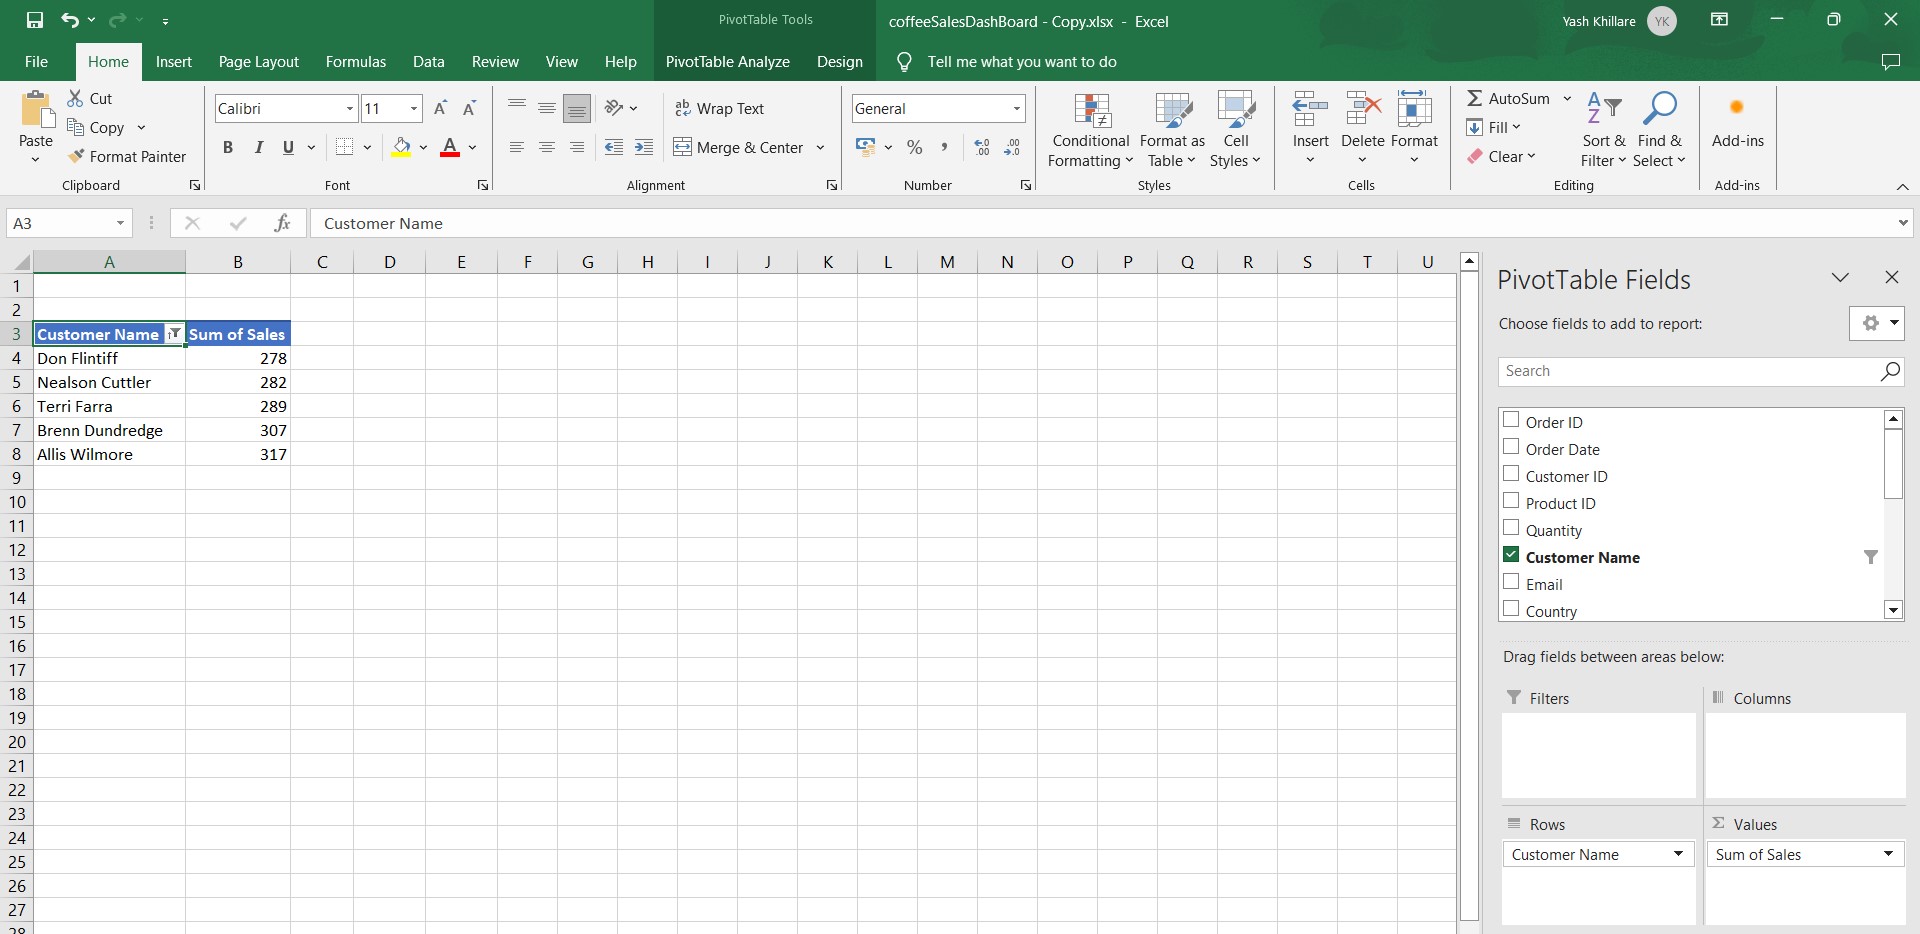 PivotTable Tools
coffeeSalesDashBoard - Copy.xlsx - Excel
Yash Khillare YK
File Home Insert Page Layout Formulas Data Review View Help PivotTable Analyze Design Tell me what you want to do
Paste
Cut
Copy
Format Painter
Clipboard
Calibri 11
B I U A
Font
Wrap Text
Merge & Center
Alignment
General
% ,
Number
Conditional Formatting
Format as Table
Cell Styles
Styles
Insert Delete Format
Cells
AutoSum
Fill
Clear
Sort & Filter
Find & Select
Editing
Add-ins
Add-ins
A3 fx Customer Name
A B C D E F G H I J K L M N O P Q R S T U
1
2
3 Customer Name Sum of Sales
4 Don Flintiff 278
5 Nealson Cuttler 282
6 Terri Farra 289
7 Brenn Dundredge 307
8 Allis Wilmore 317
9
10
11
12
13
14
15
16
17
18
19
20
21
22
23
24
25
26
27
28
PivotTable Fields
Choose fields to add to report:
Search
Order ID
Order Date
Customer ID
Product ID
Quantity
Customer Name
Email
Country
Drag fields between areas below:
Filters
Columns
Rows
Customer Name
Values
Sum of Sales